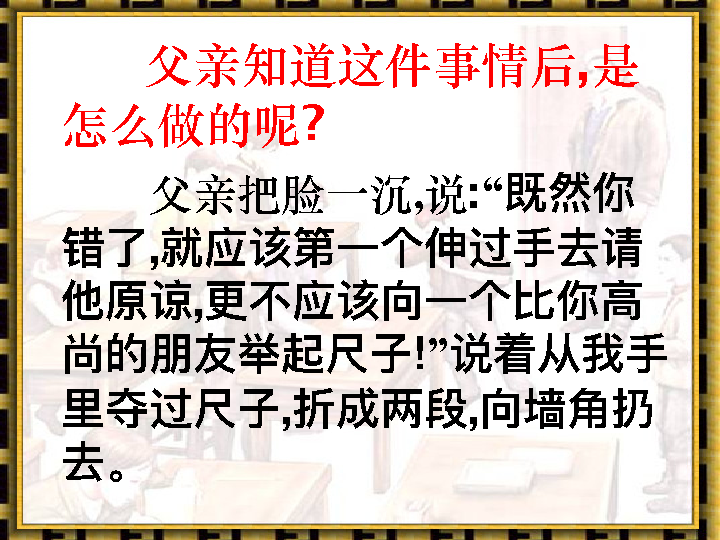 父亲知道这件事情后,是
怎么做的呢?
父亲把脸一沉,说:“既然你
错了,就应该第一个伸过手去请
他原谅,更不应该向一个比你高
尚的朋友举起尺子!”说着从我手
里夺过尺子,折成两段,向墙角扔
去。